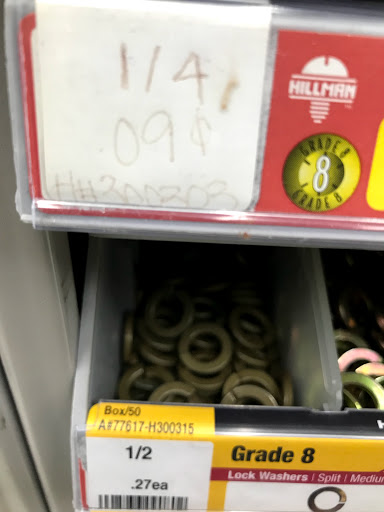 1/4
09¢
HH300303
HILLMAN
GRADE 8
8
GRADE 8
Box/50
A#77617-H300315
1/2
.27ea
Grade 8
Lock Washers | Split | Medium